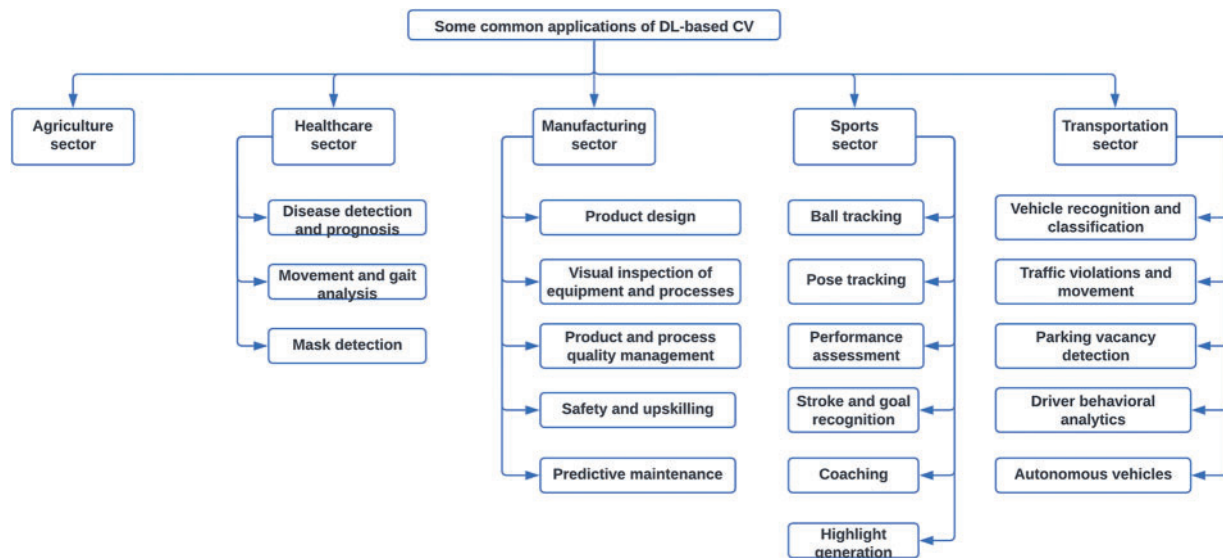 Some common applications of DL-based CV
Agriculture
sector
Healthcare
sector
Disease detection
and prognosis
Movement and gait
analysis
Mask detection
Manufacturing
sector
Product design
Visual inspection of
equipment and processes
Product and process
quality management
Safety and upskilling
Predictive maintenance
Sports
sector
Ball tracking
Pose tracking
Performance
assessment
Stroke and goal
recognition
Coaching
Highlight
generation
Transportation
sector
Vehicle recognition and
classification
Traffic violations and
movement
Parking vacancy
detection
Driver behavioral
analytics
Autonomous vehicles